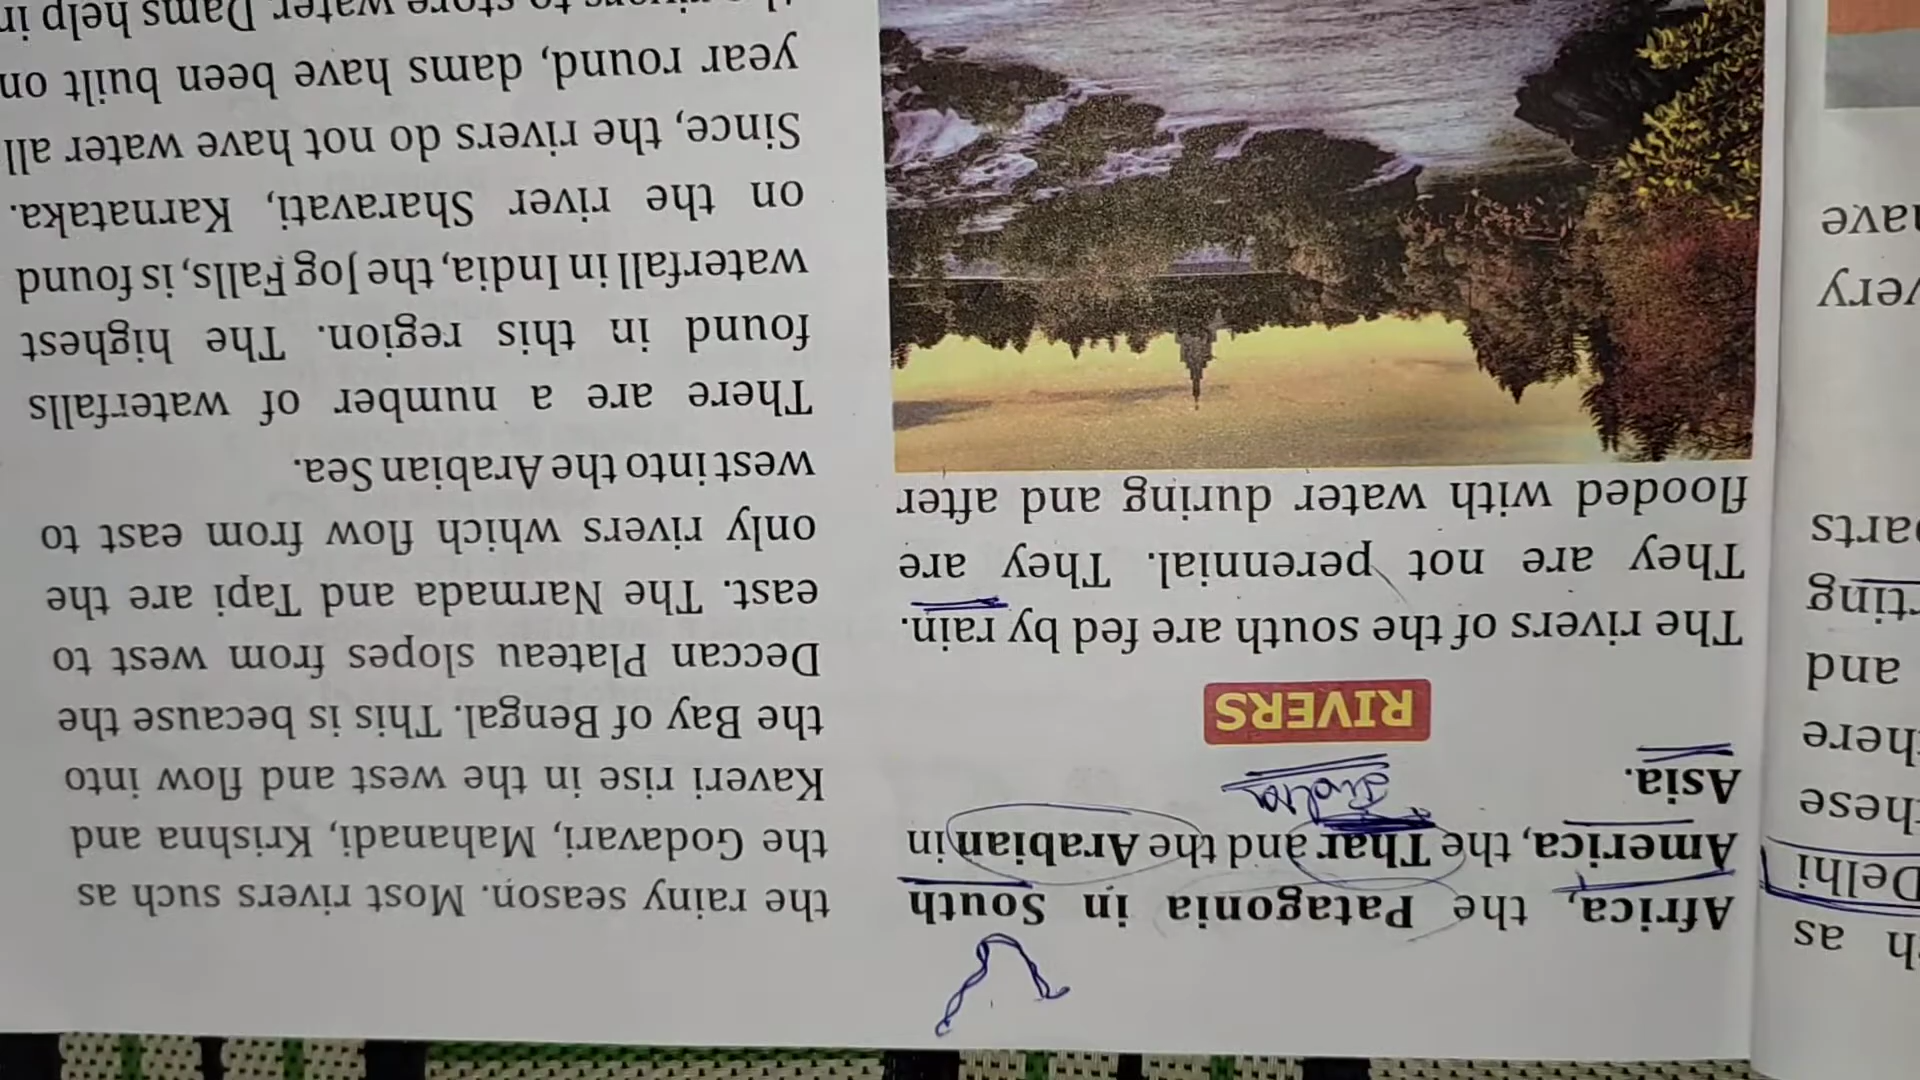 Africa, the Patagonia in South
America, the Thar and the Arabian in
India
Asia.
RIVERS
The rivers of the south are fed by rain.
They are not perennial. They are
flooded with water during and after
the rainy season. Most rivers such as
the Godavari, Mahanadi, Krishna and
Kaveri rise in the west and flow into
the Bay of Bengal. This is because the
Deccan Plateau slopes from west to
east. The Narmada and Tapi are the
only rivers which flow from east to
west into the Arabian Sea.
There are a number of waterfalls
found in this region. The highest
waterfall in India, the Jog Falls, is found
on the river Sharavati, Karnataka.
Since, the rivers do not have water all
year round, dams have been built on
to store water. Dams help in
as
Delhi
and